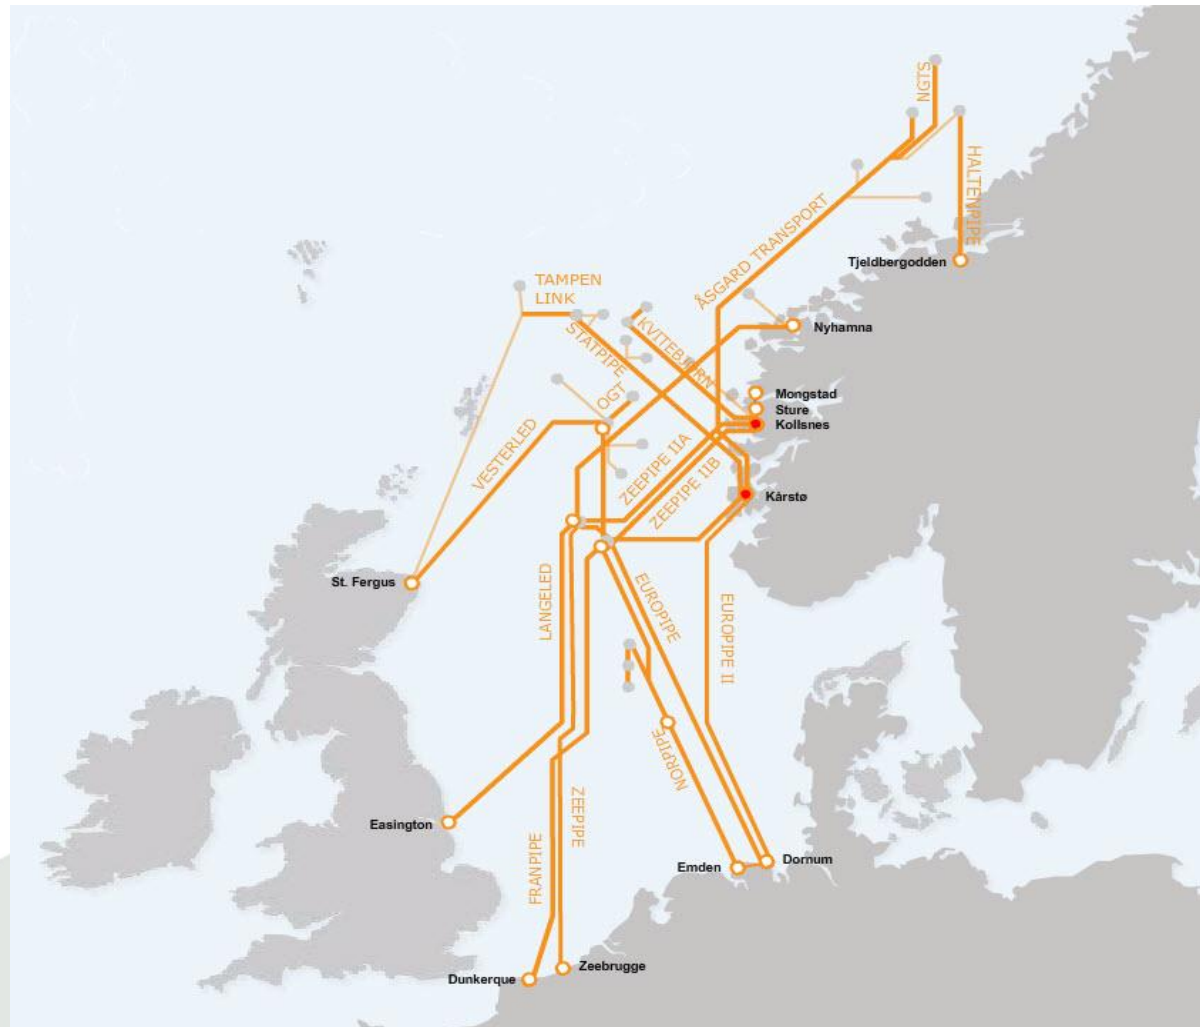 NGTS
HALTENPIPE
ÅSGARD TRANSPORT
Tjeldbergodden
TAMPEN
LINK
STATPIPE
KVITEBJØRN
Nyhamna
OGT
Mongstad
Sture
Kollsnes
VESTERLED
ZEEPIPE IIA
ZEEPIPE IIB
Kårstø
St. Fergus
LANGELED
EUROPIPE
EUROPIPE II
NORPIPE
Easington
FRANPIPE
ZEEPIPE
Emden
Dornum
Dunkerque
Zeebrugge